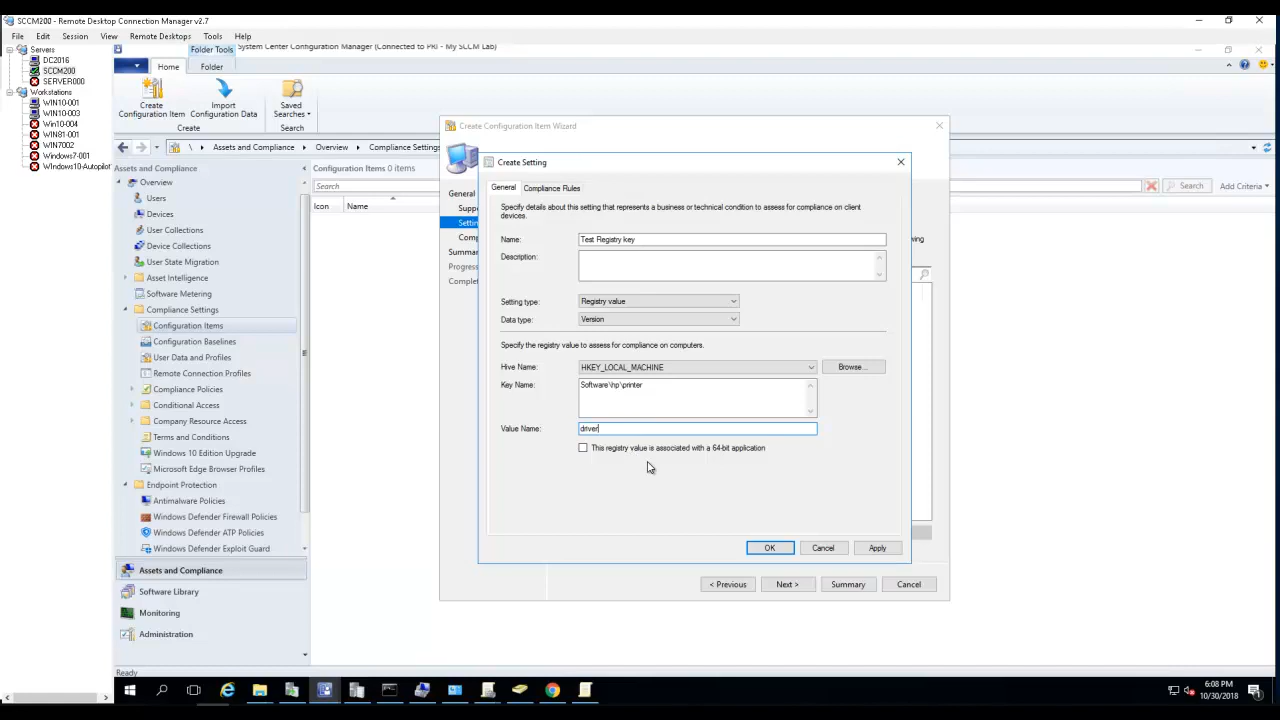 SCCM200 - Remote Desktop Connection Manager v2.7
File Edit Session View Remote Desktops Tools Help
Servers
DC2016
SCCM200
SERVER000
Workstations
WIN10-001
WIN10-003
Win10-004
WIN81-001
WIN7002
Windows7-001
Windows10-Autopilot
Folder Tools
System Center Configuration Manager (Connected to PRI - My SCCM Lab)
Home Folder
Create Configuration Item
Import Configuration Data
Saved Searches
Create
Search
\ Assets and Compliance Overview Compliance Settings
Assets and Compliance
Overview
Users
Devices
User Collections
Device Collections
User State Migration
Asset Intelligence
Software Metering
Compliance Settings
Configuration Items
Configuration Baselines
User Data and Profiles
Remote Connection Profiles
Compliance Policies
Conditional Access
Company Resource Access
Terms and Conditions
Windows 10 Edition Upgrade
Microsoft Edge Browser Profiles
Endpoint Protection
Antimalware Policies
Windows Defender Firewall Policies
Windows Defender ATP Policies
Windows Defender Exploit Guard
Assets and Compliance
Software Library
Monitoring
Administration
Ready
Configuration Items 0 items
Search
Search
Add Criteria
Icon Name
Create Configuration Item Wizard
General
Supp
Settin
Comp
Summar
Progress
Complet
wing
Create Setting
General Compliance Rules
Specify details about this setting that represents a business or technical condition to assess for compliance on client
devices.
Name: Test Registry key
Description:
Setting type: Registry value
Data type: Version
Specify the registry value to assess for compliance on computers.
Hive Name: HKEY_LOCAL_MACHINE Browse...
Key Name: Software\hp\printer
Value Name: driver
This registry value is associated with a 64-bit application
OK Cancel Apply
< Previous Next > Summary Cancel
6:08 PM
10/30/2018